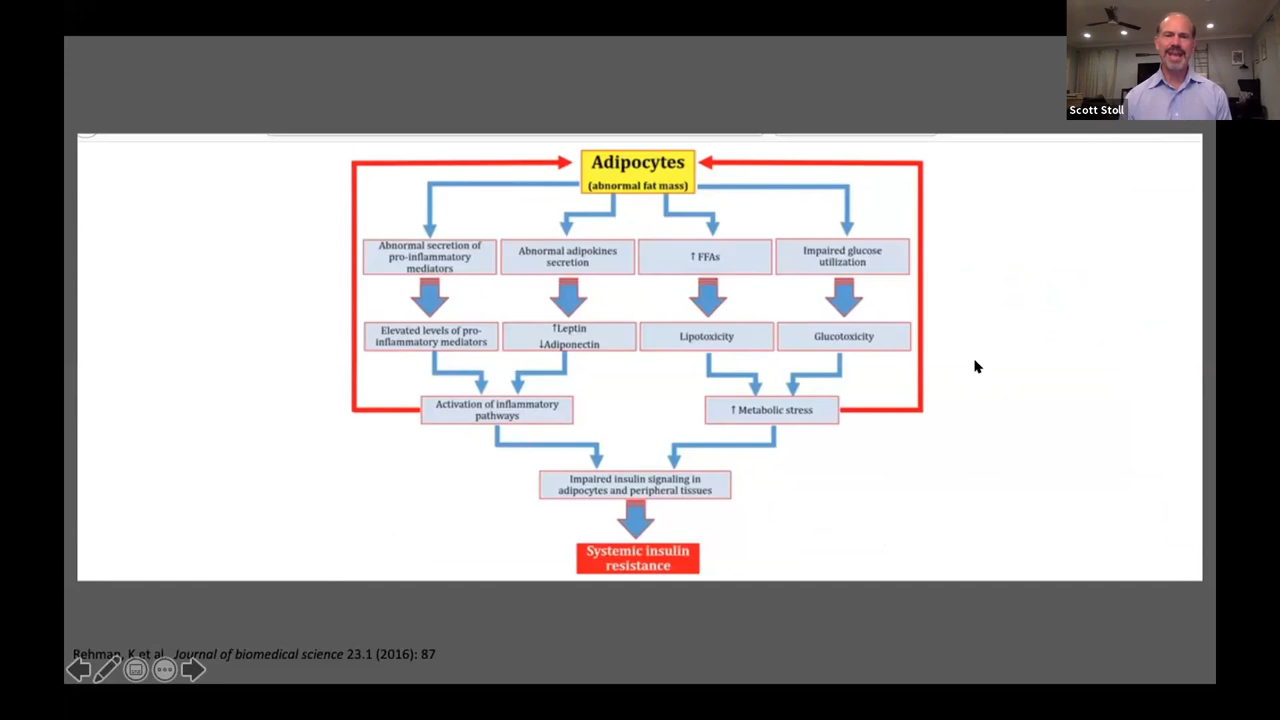 Scott Stoll
Adipocytes
(abnormal fat mass)
Abnormal secretion of
pro-inflammatory
mediators
Abnormal adipokines
secretion
↑ FFAs
Impaired glucose
utilization
Elevated levels of pro-
inflammatory mediators
↑Leptin
↓Adiponectin
Lipotoxicity
Glucotoxicity
Activation of inflammatory
pathways
↑ Metabolic stress
Impaired insulin signaling in
adipocytes and peripheral tissues
Systemic insulin
resistance
Rehman, K et al. Journal of biomedical science 23.1 (2016): 87